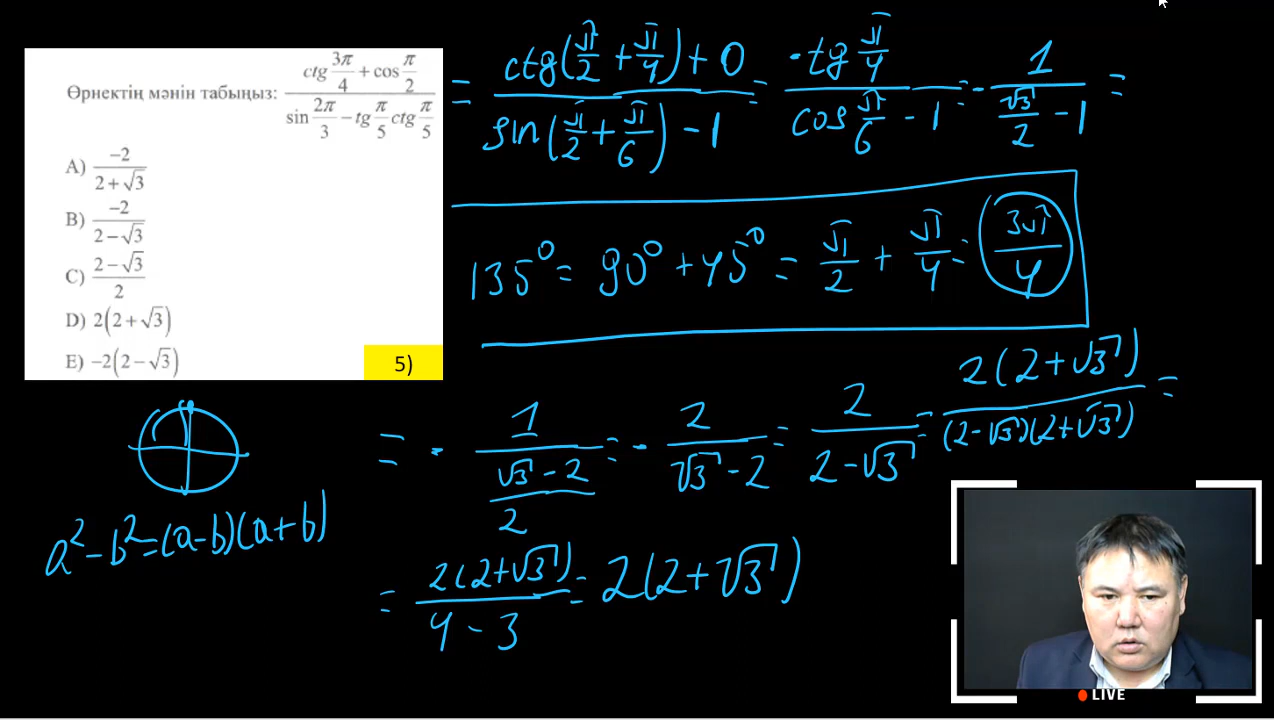 Өрнектің мәнін табыңыз: (ctg 3π/4 + cos π/2)/(sin 2π/3 − tg π/5 ctg π/5)
A) −2/(2 + √3)
B) −2/(2 − √3)
C) (2 − √3)/2
D) 2(2 + √3)
E) −2(2 − √3)
5)
= (ctg(π/2 + π/4) + 0)/(sin(π/2 + π/6) − 1) = (-tg π/4)/(cos π/6 − 1) = - 1/(√3/2 − 1) =
135° = 90° + 45° = π/2 + π/4 = 3π/4
= - 1/((√3 − 2)/2) = - 2/(√3 − 2) = 2/(2 − √3) = 2(2 + √3)/((2 − √3)(2 + √3)) =
a² − b² = (a − b)(a + b)
= 2(2 + √3)/(4 − 3) = 2(2 + √3)
LIVE